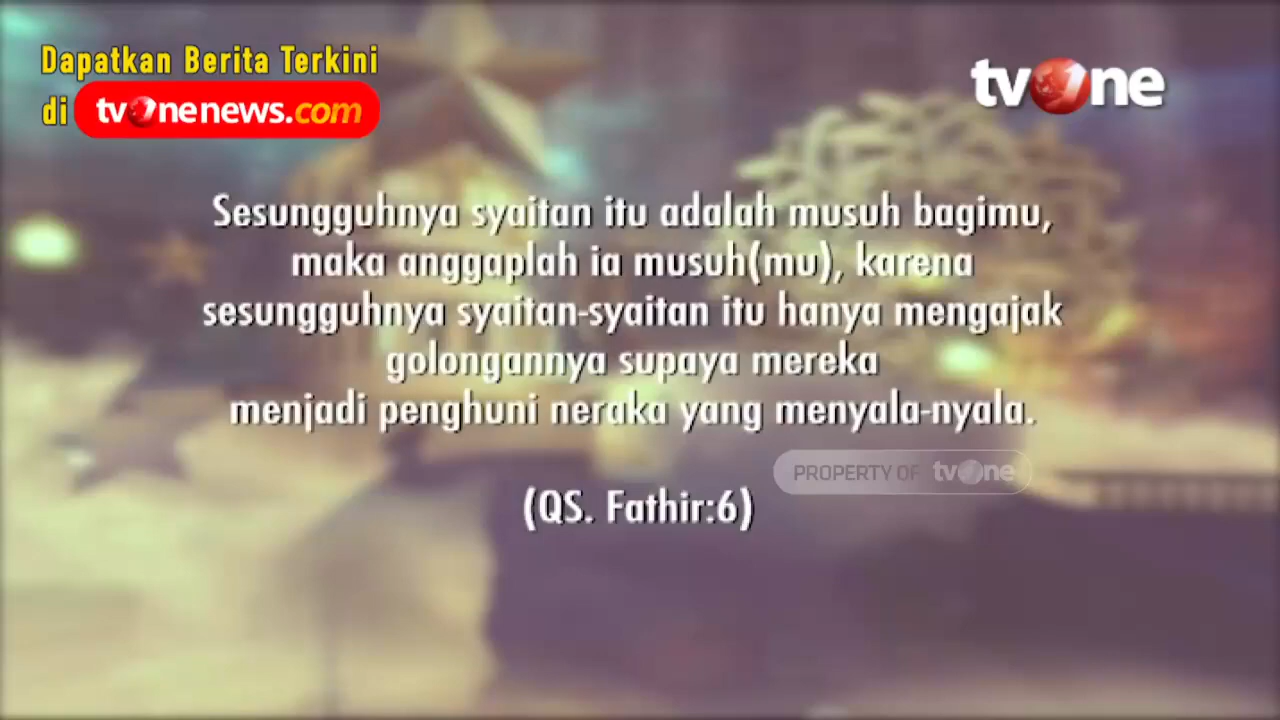 Dapatkan Berita Terkini
di tvonenews.com
tvOne
Sesungguhnya syaitan itu adalah musuh bagimu,
maka anggaplah ia musuh(mu), karena
sesungguhnya syaitan-syaitan itu hanya mengajak
golongannya supaya mereka
menjadi penghuni neraka yang menyala-nyala.
PROPERTY OF tvOne
(QS. Fathir:6)